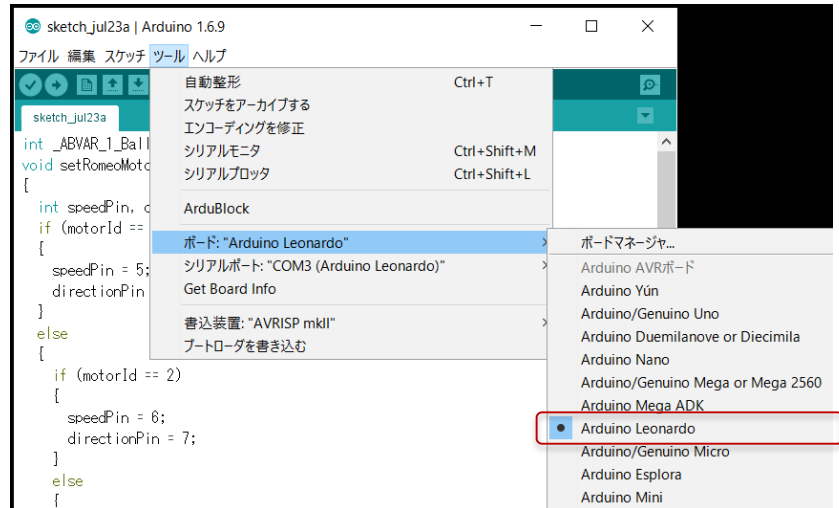 sketch_jul23a | Arduino 1.6.9
ファイル 編集 スケッチ ツール ヘルプ
自動整形 Ctrl+T
スケッチをアーカイブする
エンコーディングを修正
シリアルモニタ Ctrl+Shift+M
シリアルプロッタ Ctrl+Shift+L
ArduBlock
ボード: "Arduino Leonardo"
シリアルポート: "COM3 (Arduino Leonardo)"
Get Board Info
書込装置: "AVRISP mkII"
ブートローダを書き込む
ボードマネージャ...
Arduino AVRボード
Arduino Yún
Arduino/Genuino Uno
Arduino Duemilanove or Diecimila
Arduino Nano
Arduino/Genuino Mega or Mega 2560
Arduino Mega ADK
Arduino Leonardo
Arduino/Genuino Micro
Arduino Esplora
Arduino Mini
sketch_jul23a
int _ABVAR_1_Ball
void setRomeoMoto
{
int speedPin, d
if (motorId ==
{
speedPin = 5;
directionPin
}
else
{
if (motorId == 2)
{
speedPin = 6;
directionPin = 7;
}
else
{